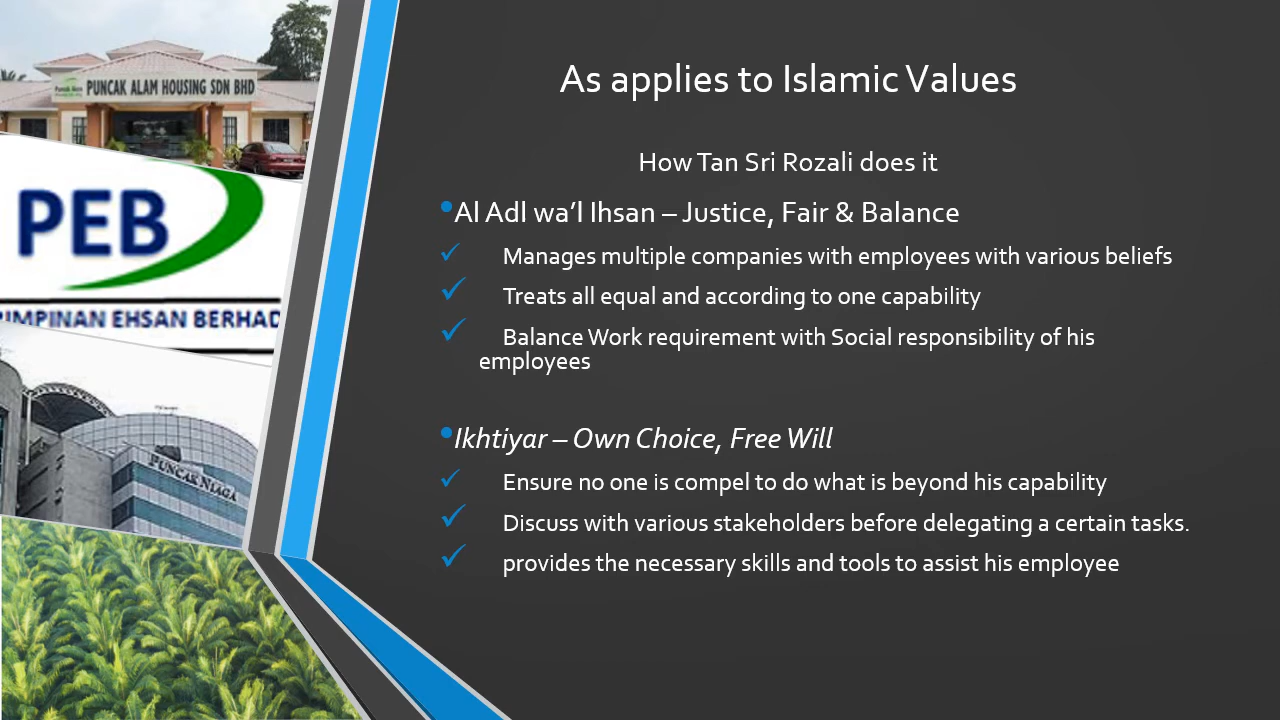 Puncak Alam
PUNCAK ALAM HOUSING SDN BHD
PEB
IMPINAN EHSAN BERHAD
PUNCAK NIAGA
As applies to Islamic Values
How Tan Sri Rozali does it
•Al Adl wa’l Ihsan – Justice, Fair & Balance
✓ Manages multiple companies with employees with various beliefs
✓ Treats all equal and according to one capability
✓ Balance Work requirement with Social responsibility of his
employees
•Ikhtiyar – Own Choice, Free Will
✓ Ensure no one is compel to do what is beyond his capability
✓ Discuss with various stakeholders before delegating a certain tasks.
✓ provides the necessary skills and tools to assist his employee